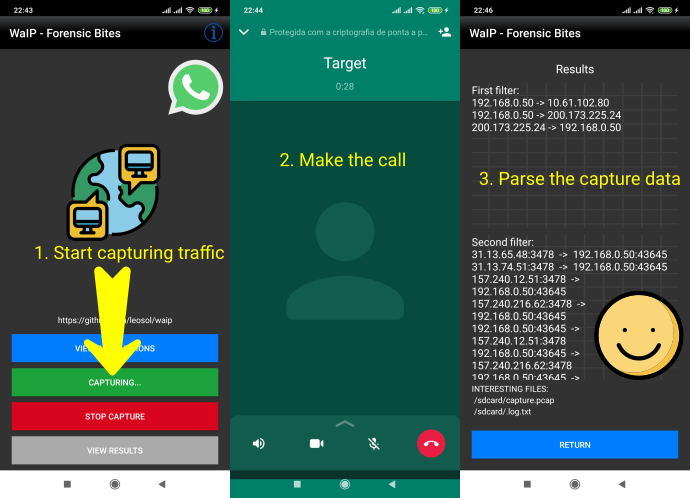 22:43
WaIP - Forensic Bites
1. Start capturing traffic
VIE
ONS
CAPTURING...
STOP CAPTURE
VIEW RESULTS
22:44
Protegida com a criptografia de ponta a p...
Target
0:28
2. Make the call
22:46
WaIP - Forensic Bites
Results
First filter:
192.168.0.50 -> 10.61.102.80
192.168.0.50 -> 200.173.225.24
200.173.225.24 -> 192.168.0.50
3. Parse the capture data
Second filter:
31.13.65.48:3478 -> 192.168.0.50:43645
31.13.74.51:3478 -> 192.168.0.50:43645
157.240.12.51:3478 ->
192.168.0.50:43645
157.240.216.62:3478 ->
192.168.0.50:43645
192.168.0.50:43645 ->
157.240.12.51:3478
192.168.0.50:43645 ->
157.240.216.62:3478
192.168.0.50:43645 ->
INTERESTING FILES:
/sdcard/capture.pcap
/sdcard/.log.txt
RETURN